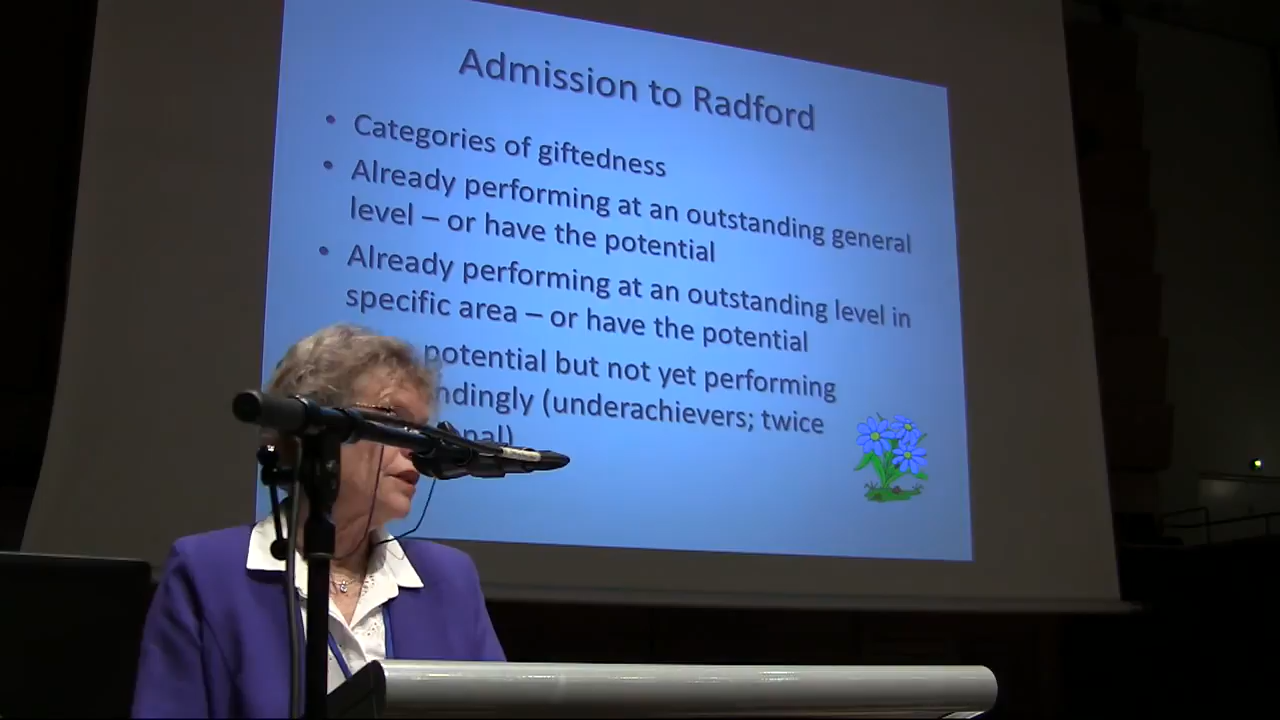 Admission to Radford
• Categories of giftedness
• Already performing at an outstanding general
level – or have the potential
• Already performing at an outstanding level in
specific area – or have the potential
potential but not yet performing
(underachievers; twice